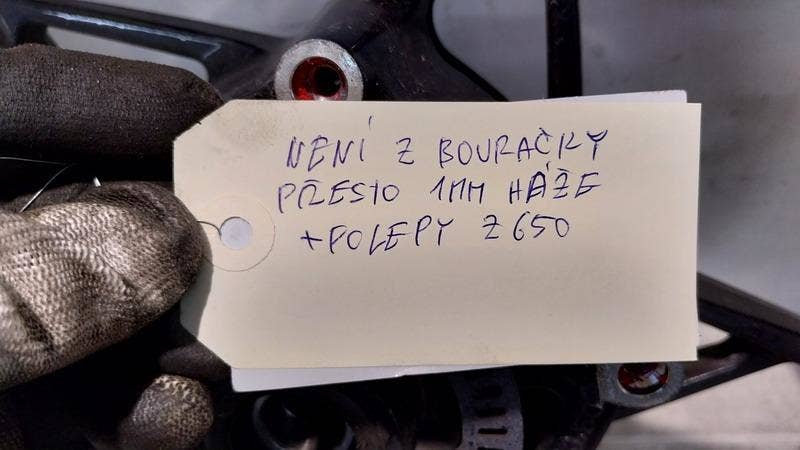 NENÍ Z BOURAČKY
PŘESTO 1MM HÁŽE
+POLEPY Z650